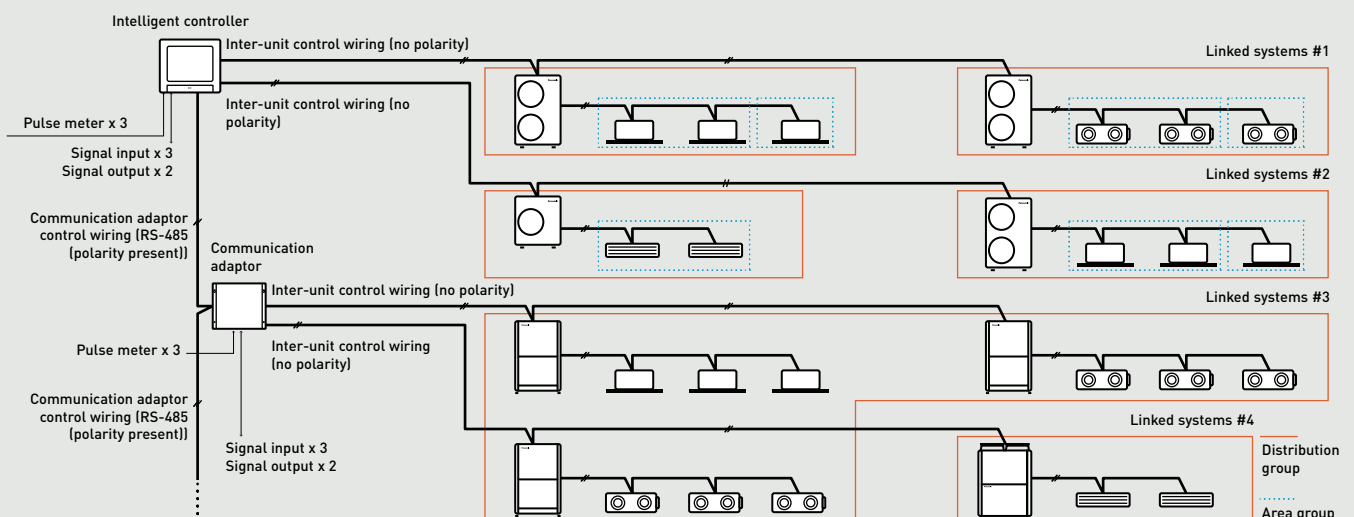 Intelligent controller
Inter-unit control wiring (no polarity)
Linked systems #1
Inter-unit control wiring (no
polarity)
Pulse meter x 3
Signal input x 3
Signal output x 2
Linked systems #2
Communication adaptor
control wiring (RS-485
(polarity present))
Communication
adaptor
Inter-unit control wiring (no polarity)
Linked systems #3
Pulse meter x 3
Inter-unit control wiring
(no polarity)
Communication adaptor
control wiring (RS-485
(polarity present))
Signal input x 3
Signal output x 2
Linked systems #4
Distribution
group
Area group